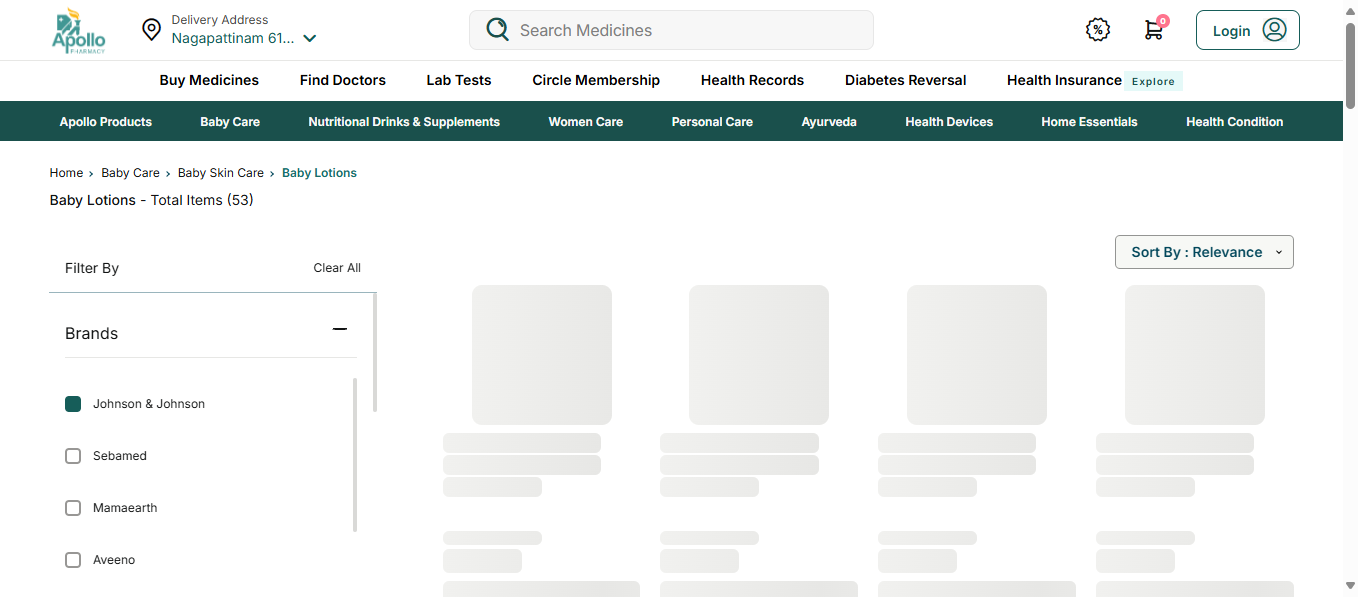 Apollo
PHARMACY
Delivery Address
Nagapattinam 61...
Search Medicines
%
0
Login
Buy Medicines
Find Doctors
Lab Tests
Circle Membership
Health Records
Diabetes Reversal
Health Insurance
Explore
Apollo Products
Baby Care
Nutritional Drinks & Supplements
Women Care
Personal Care
Ayurveda
Health Devices
Home Essentials
Health Condition
Home › Baby Care › Baby Skin Care › Baby Lotions
Baby Lotions - Total Items (53)
Sort By : Relevance
Filter By
Clear All
Brands
Johnson & Johnson
Sebamed
Mamaearth
Aveeno